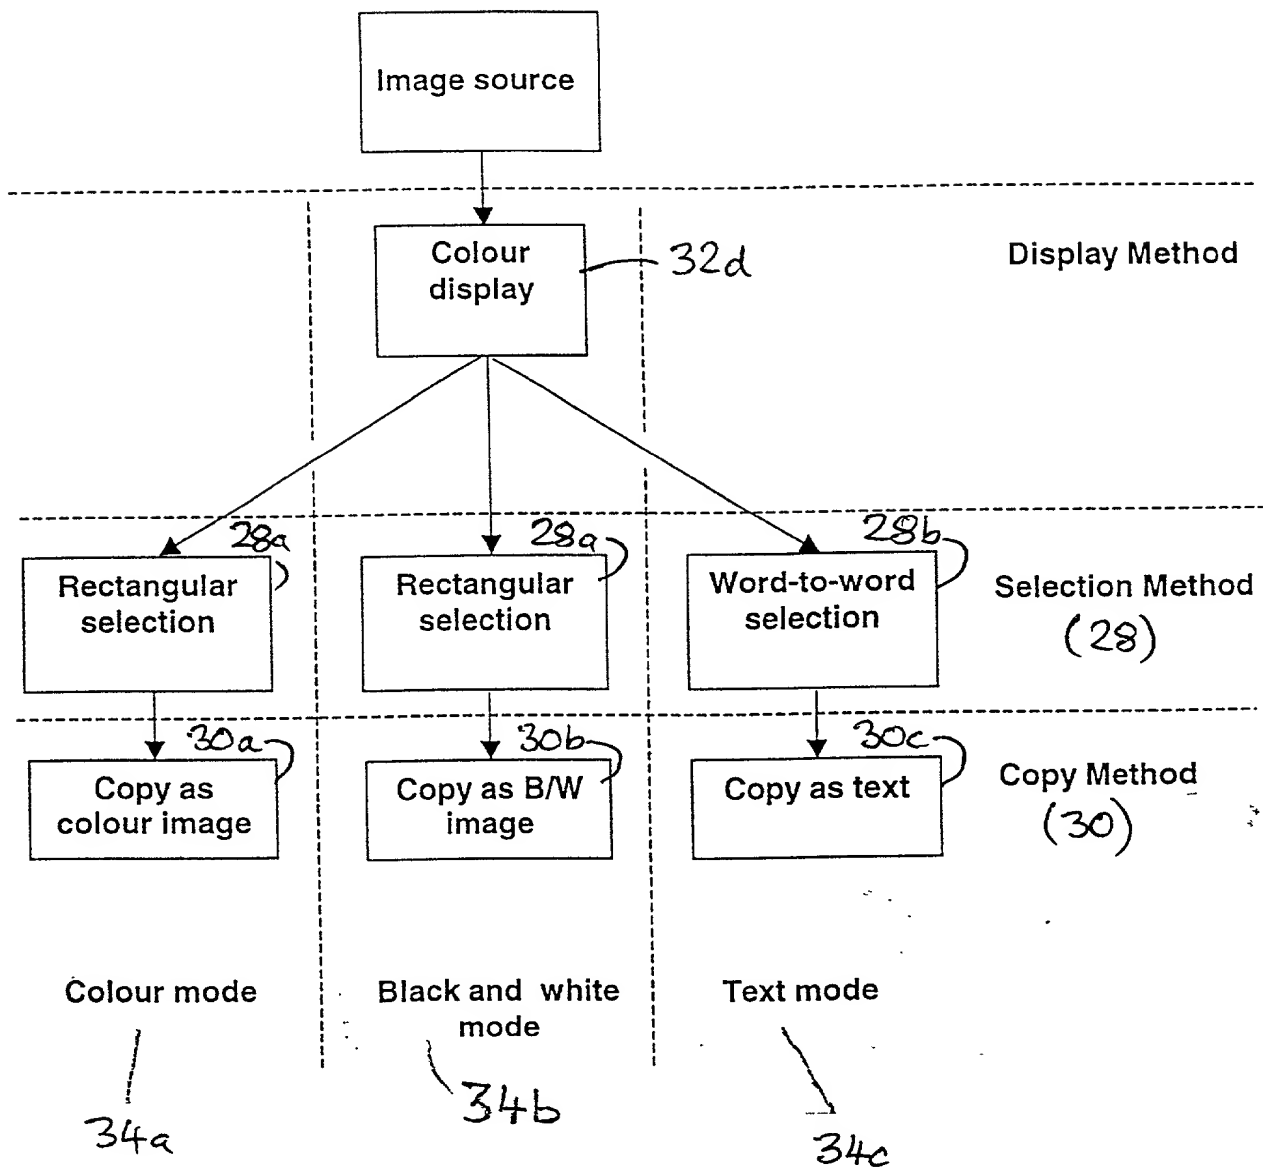 Image source
Colour
display
32d
Display Method
28a
28a
28b
Rectangular
selection
Rectangular
selection
Word-to-word
selection
Selection Method
(28)
30a
30b
30c
Copy as
colour image
Copy as B/W
image
Copy as text
Copy Method
(30)
Colour mode
Black and white
mode
Text mode
34a
34b
34c